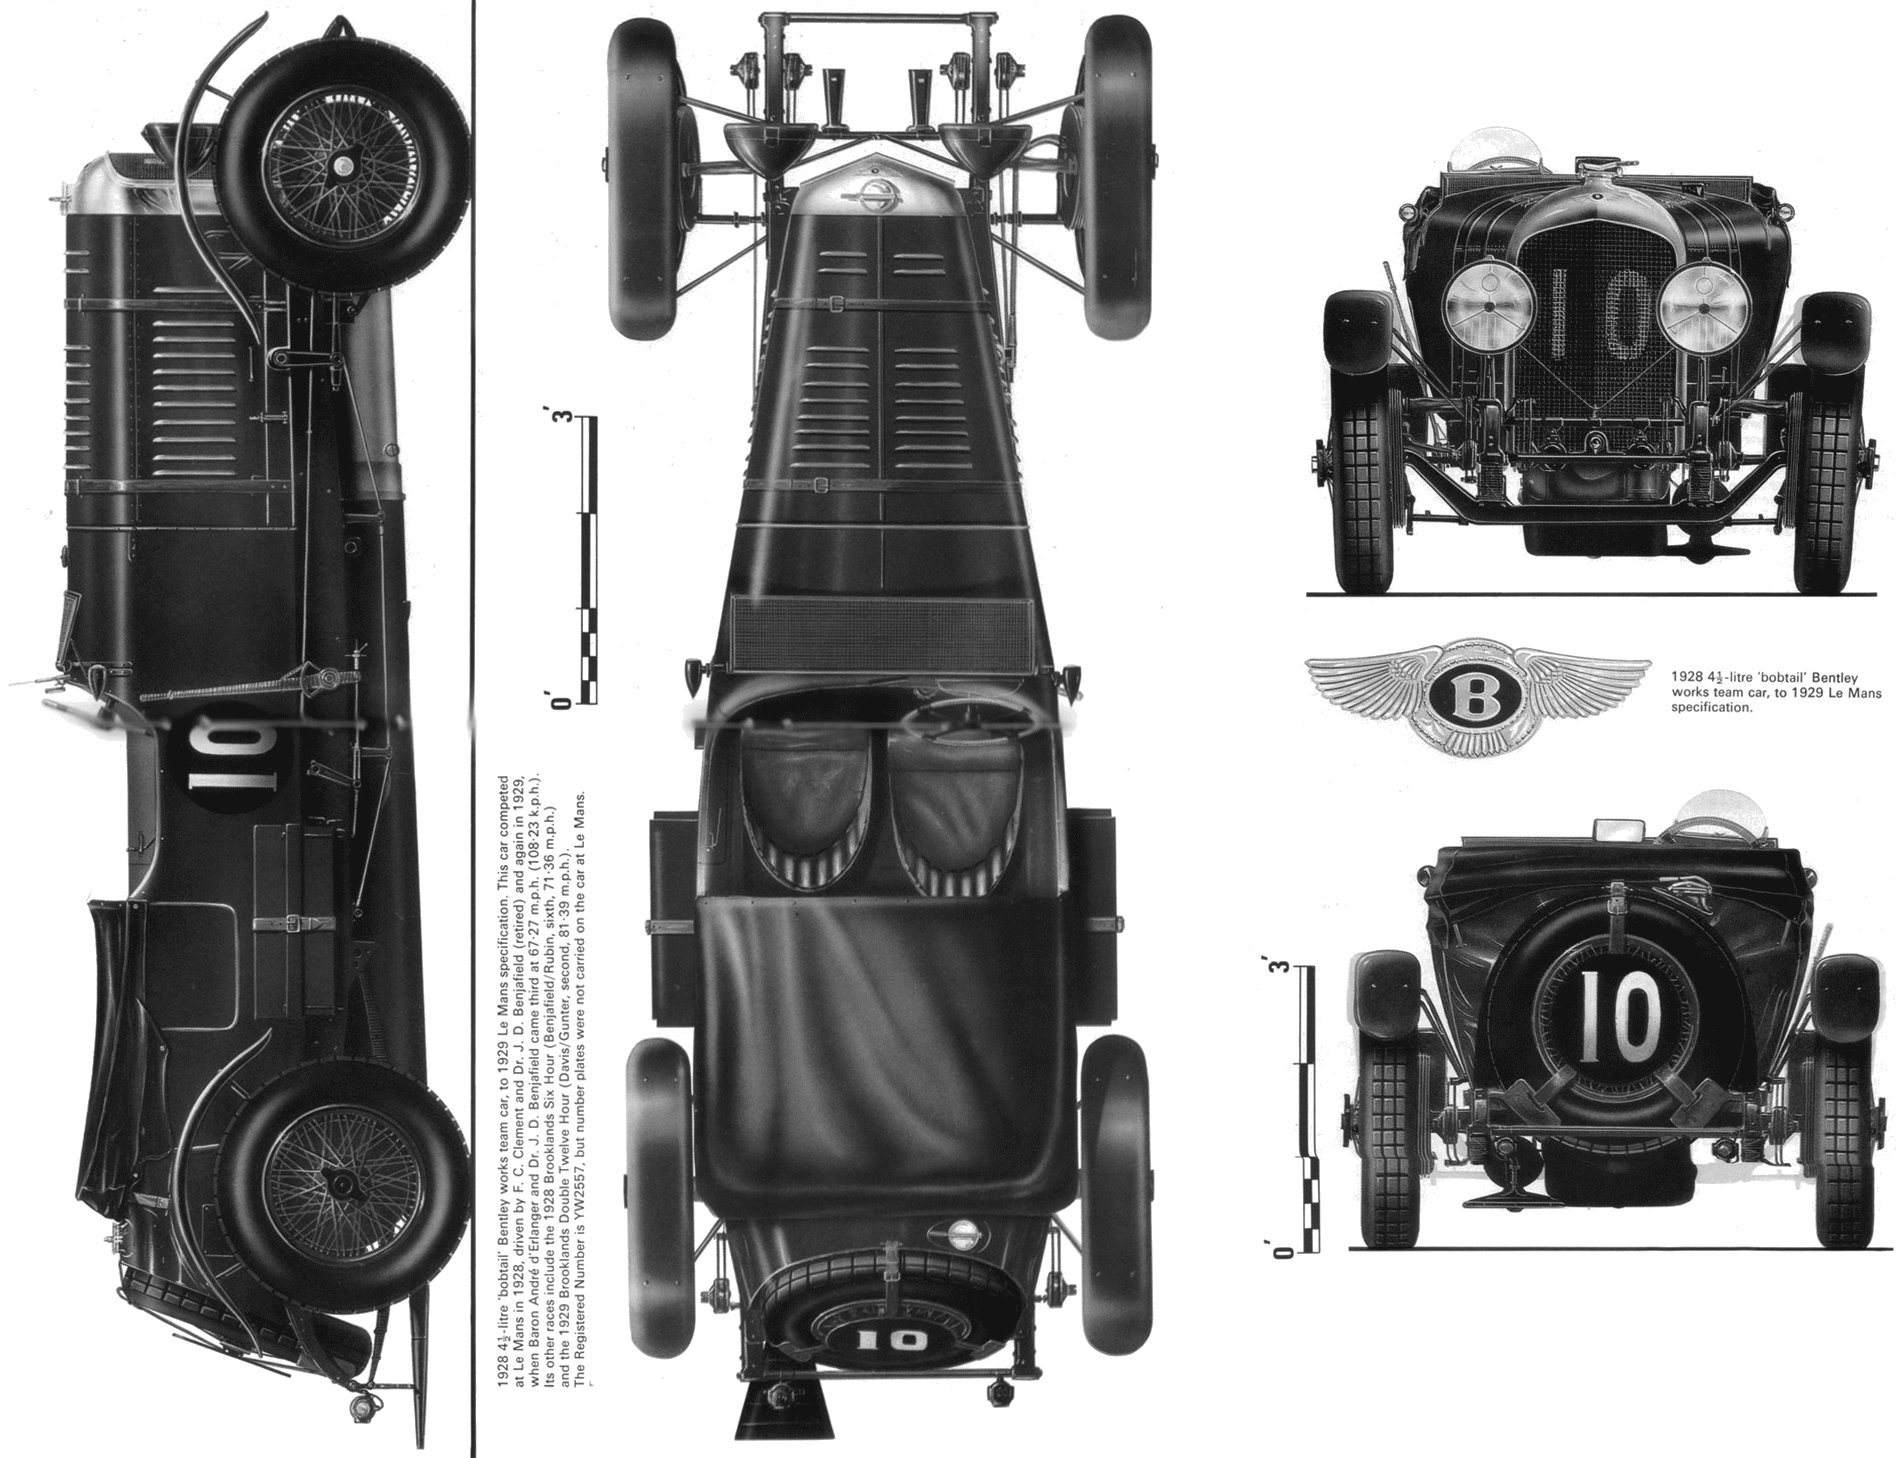 10
1928 4½-litre 'bobtail' Bentley works team car, to 1929 Le Mans specification. This car competed
at Le Mans in 1928, driven by F. C. Clement and Dr. J. D. Benjafield (retired) and again in 1929,
when Baron André d'Erlanger and Dr. J. D. Benjafield came third at 67·27 m.p.h. (108·23 k.p.h.).
Its other races include the 1928 Brooklands Six Hour (Benjafield/Rubin, sixth, 71·36 m.p.h.)
and the 1929 Brooklands Double Twelve Hour (Davis/Gunter, second, 81·39 m.p.h.).
The Registered Number is YW2557, but number plates were not carried on the car at Le Mans.
0' 3'
10
10
B
1928 4½-litre 'bobtail' Bentley
works team car, to 1929 Le Mans
specification.
0' 3'
10